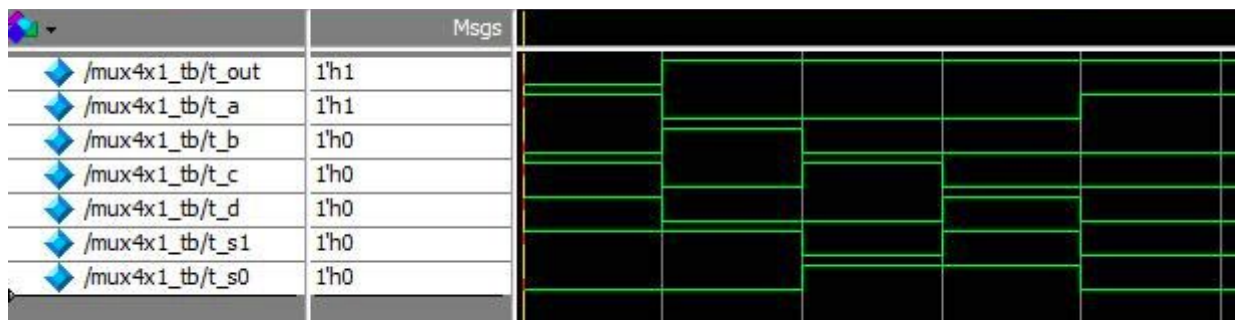 Msgs
/mux4x1_tb/t_out 1'h1
/mux4x1_tb/t_a 1'h1
/mux4x1_tb/t_b 1'h0
/mux4x1_tb/t_c 1'h0
/mux4x1_tb/t_d 1'h0
/mux4x1_tb/t_s1 1'h0
/mux4x1_tb/t_s0 1'h0